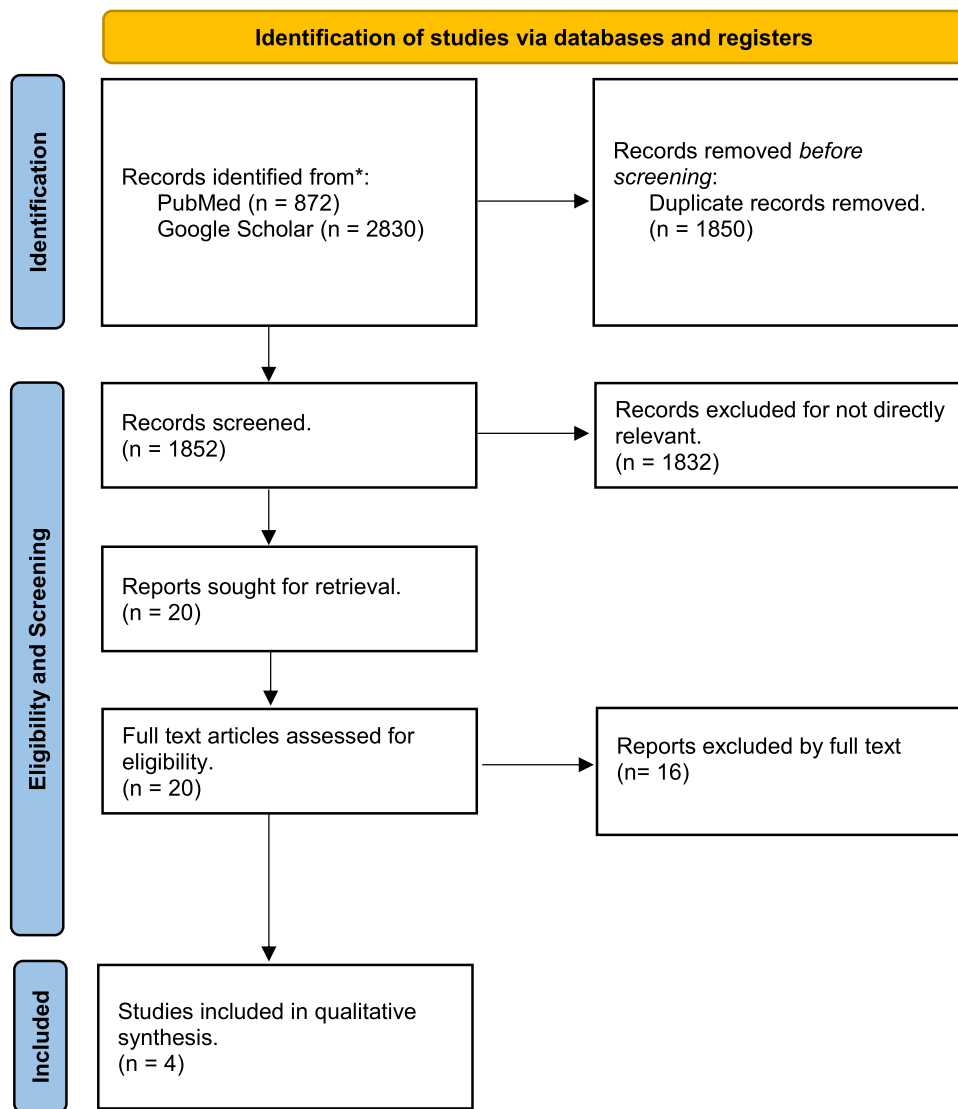 Identification of studies via databases and registers
Identification
Records identified from*:
PubMed (n = 872)
Google Scholar (n = 2830)
Records removed before
screening:
Duplicate records removed.
(n = 1850)
Eligibility and Screening
Records screened.
(n = 1852)
Records excluded for not directly
relevant.
(n = 1832)
Reports sought for retrieval.
(n = 20)
Full text articles assessed for
eligibility.
(n = 20)
Reports excluded by full text
(n= 16)
Included
Studies included in qualitative
synthesis.
(n = 4)